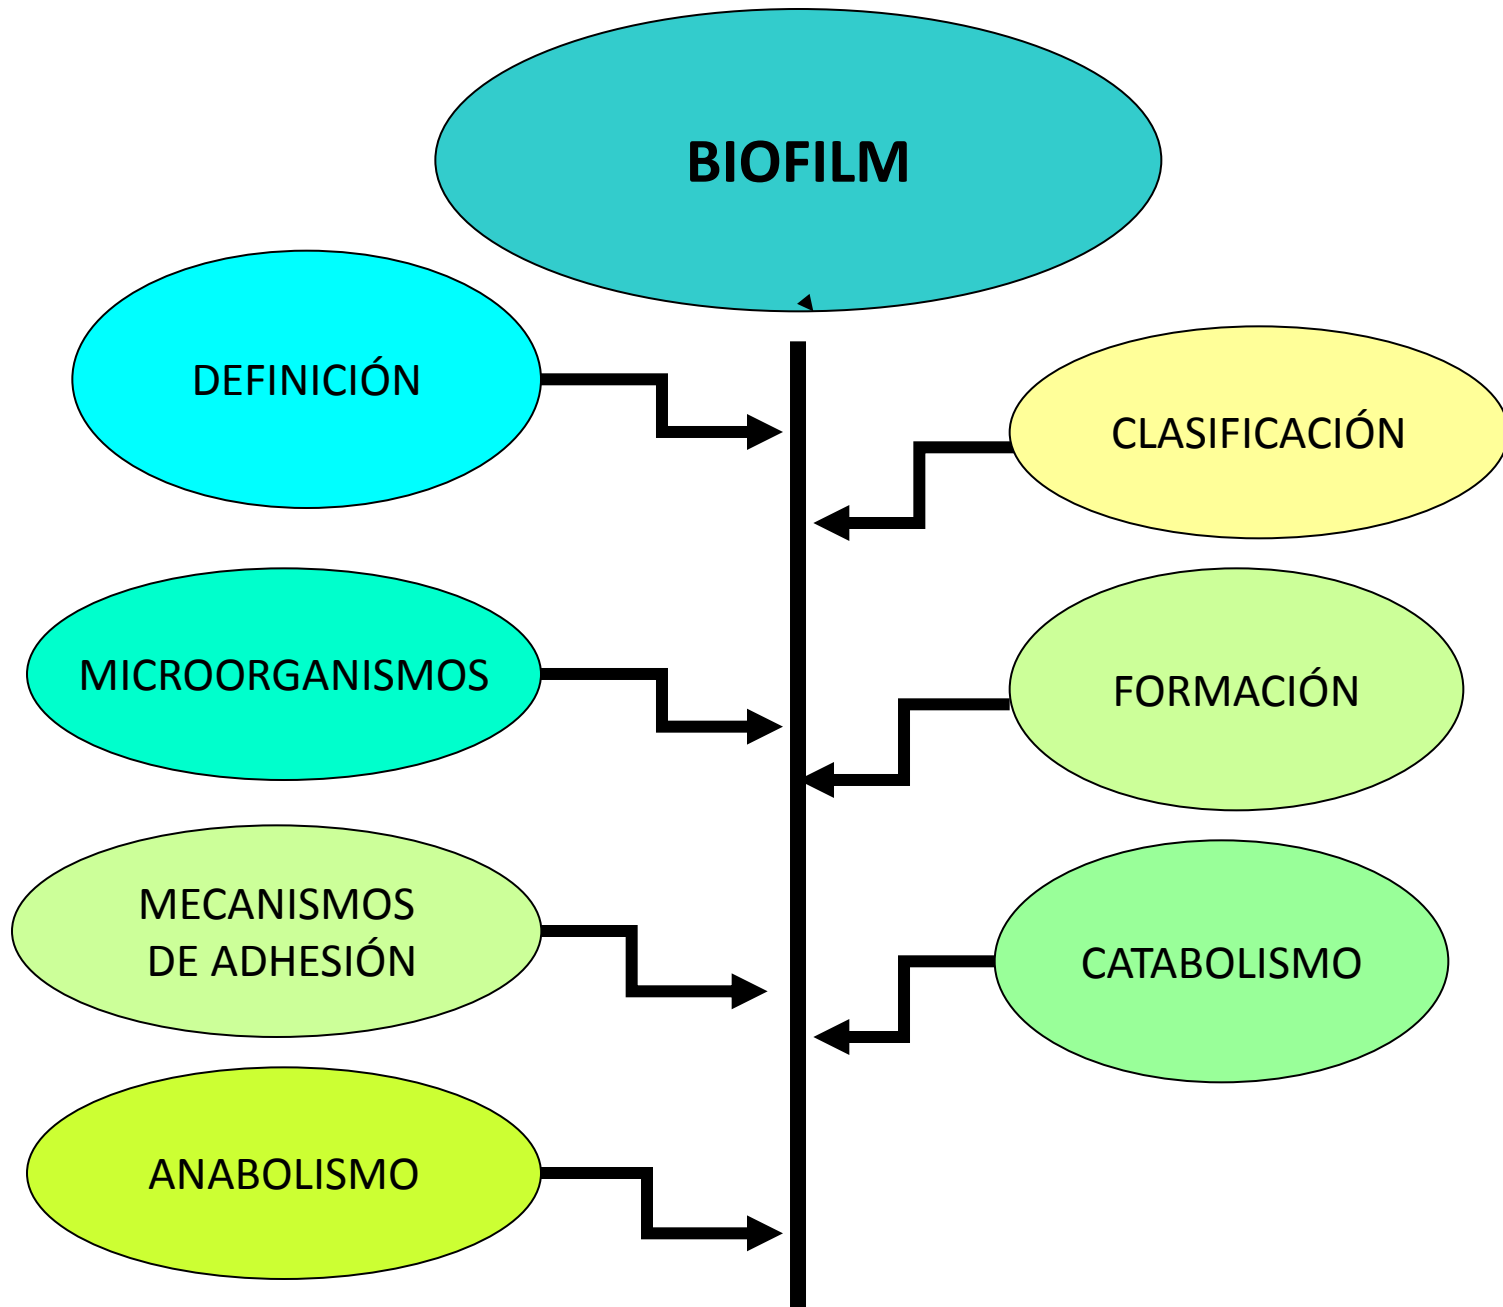 BIOFILM
DEFINICIÓN
CLASIFICACIÓN
MICROORGANISMOS
FORMACIÓN
MECANISMOS
DE ADHESIÓN
CATABOLISMO
ANABOLISMO